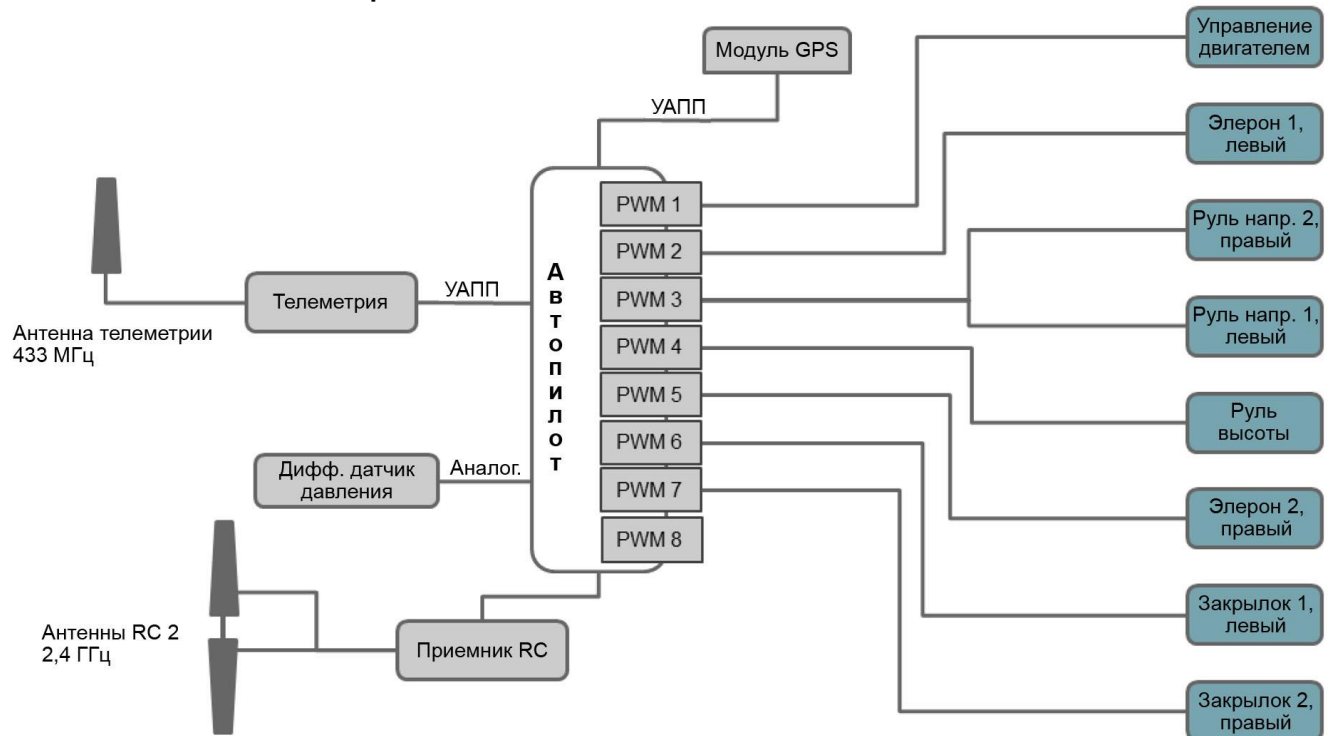 Модуль GPS
УАПП
Управление
двигателем
Элерон 1,
левый
Руль напр. 2,
правый
Руль напр. 1,
левый
Руль
высоты
Элерон 2,
правый
Закрылок 1,
левый
Закрылок 2,
правый
PWM 1
PWM 2
PWM 3
PWM 4
PWM 5
PWM 6
PWM 7
PWM 8
Автопилот
Телеметрия
УАПП
Антенна телеметрии
433 МГц
Дифф. датчик
давления
Аналог.
Антенны RC 2
2,4 ГГц
Приемник RC